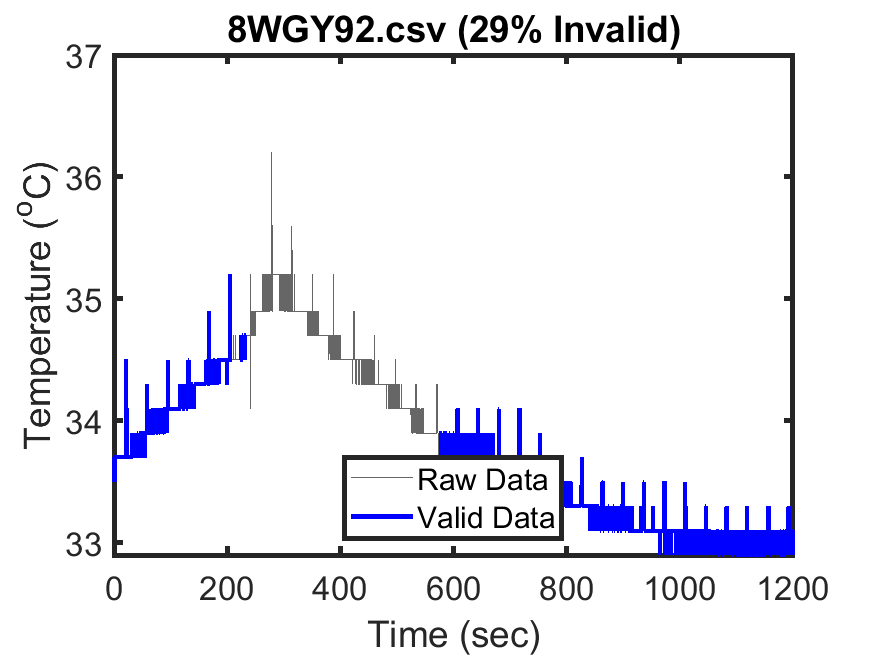 8WGY92.csv (29% Invalid)
37
36
35
34
33
Temperature (°C)
0 200 400 600 800 1000 1200
Time (sec)
Raw Data
Valid Data